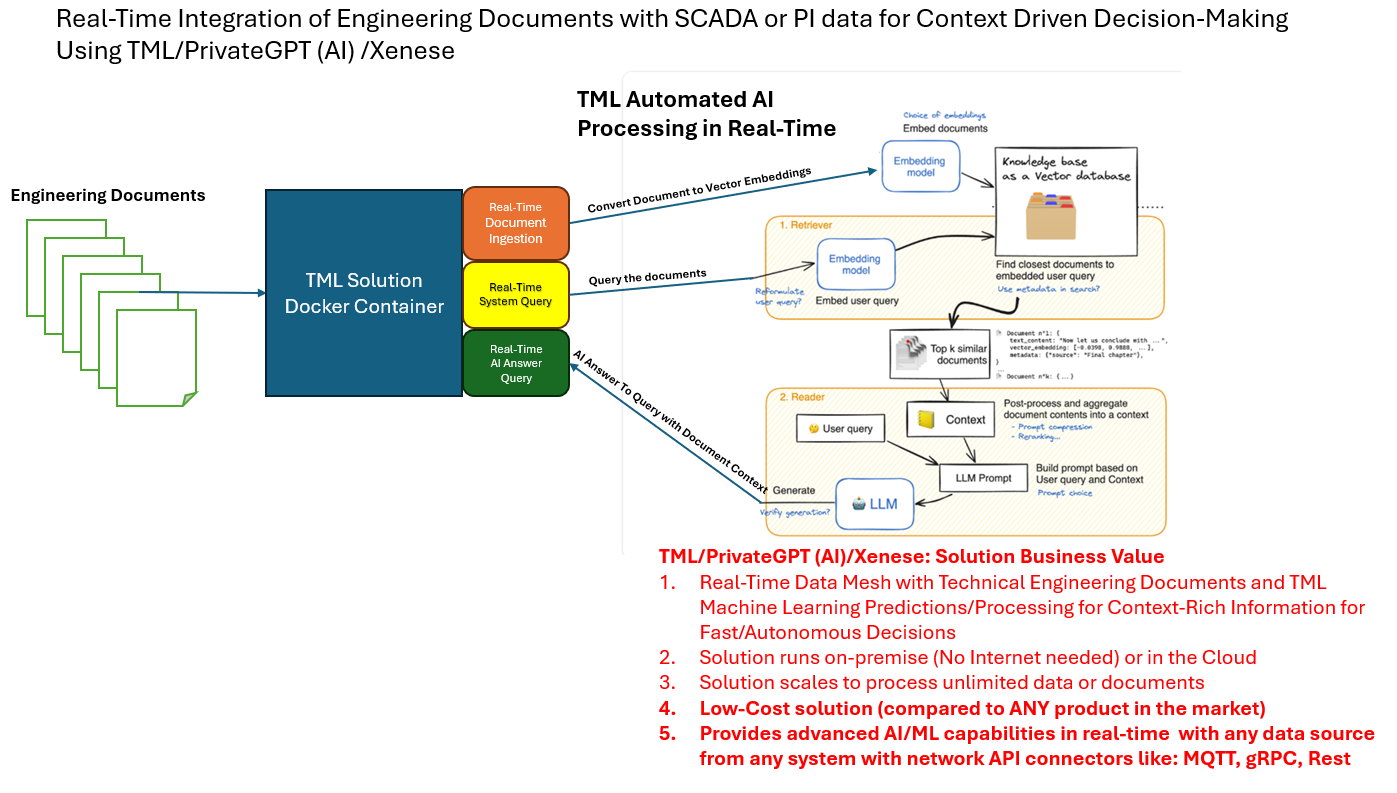 Real-Time Integration of Engineering Documents with SCADA or PI data for Context Driven Decision-Making
Using TML/PrivateGPT (AI) /Xenese
TML Automated AI
Processing in Real-Time
Engineering Documents
TML Solution
Docker Container
Real-Time
Document
Ingestion
Real-Time
System Query
Real-Time
AI Answer
Query
Convert Document to Vector Embeddings
Query the documents
AI Answer To Query with Document Context
Choice of embeddings
Embed documents
Embedding
model
Knowledge base
as a Vector database
1. Retriever
Embedding
model
Reformulate
user query?
Embed user query
Find closest documents to
embedded user query
Use metadata in search?
Top k similar
documents
Document n°1: {
text_content: "Now let us conclude with ...",
vector_embedding: [-0.0398, 0.9888, ...],
metadata: {"source": "Final chapter"},
}
...
Document n°k: {...}
2. Reader
User query
Context
Post-process and aggregate
document contents into a context
- Prompt compression
- Reranking...
LLM Prompt
Build prompt based on
User query and Context
Prompt choice
Generate
Verify generation?
LLM
TML/PrivateGPT (AI)/Xenese: Solution Business Value
1. Real-Time Data Mesh with Technical Engineering Documents and TML
Machine Learning Predictions/Processing for Context-Rich Information for
Fast/Autonomous Decisions
2. Solution runs on-premise (No Internet needed) or in the Cloud
3. Solution scales to process unlimited data or documents
4. Low-Cost solution (compared to ANY product in the market)
5. Provides advanced AI/ML capabilities in real-time with any data source
from any system with network API connectors like: MQTT, gRPC, Rest